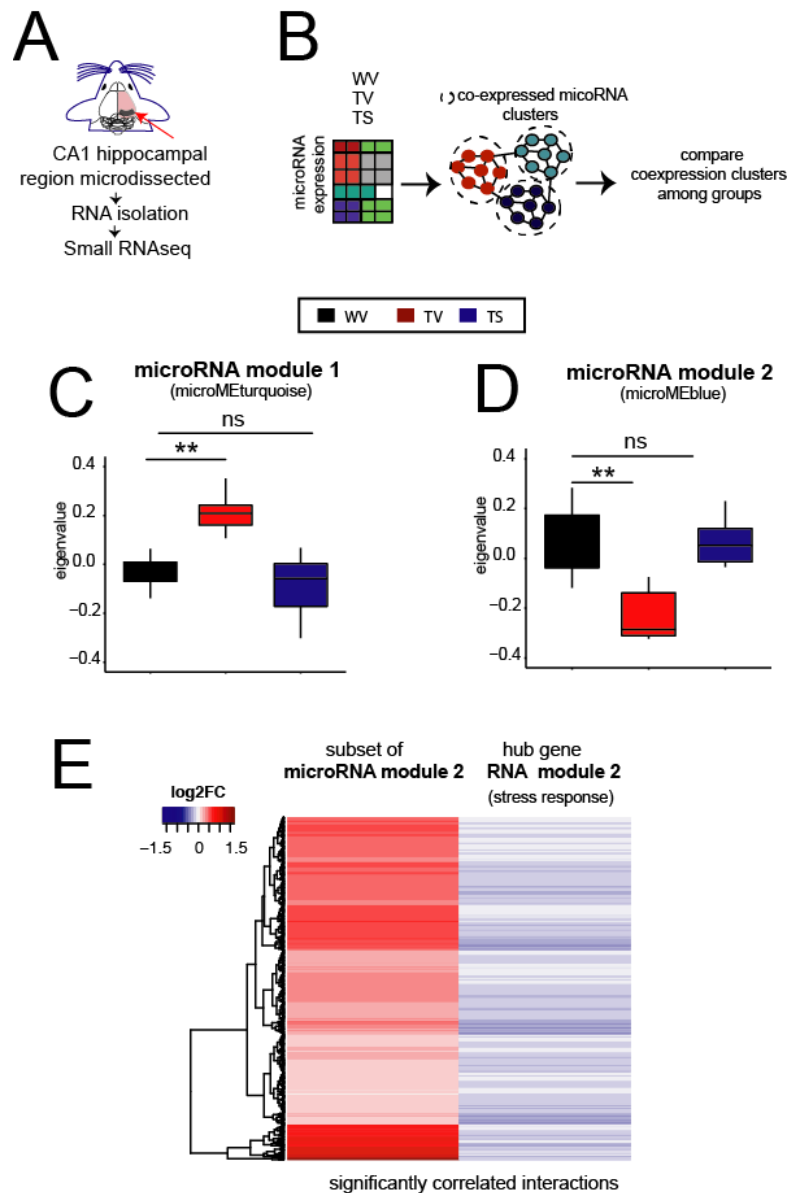 A
CA1 hippocampal
region microdissected
RNA isolation
Small RNAseq
B
WV
TV
TS
microRNA
expression
co-expressed micoRNA
clusters
compare
coexpression clusters
among groups
WV TV TS
C
microRNA module 1
(microMEturquoise)
ns
**
eigenvalue
0.4
0.2
0.0
−0.2
−0.4
D
microRNA module 2
(microMEblue)
ns
**
eigenvalue
0.4
0.2
0.0
−0.2
−0.4
E
log2FC
−1.5 0 1.5
subset of
microRNA module 2
hub gene
RNA module 2
(stress response)
significantly correlated interactions